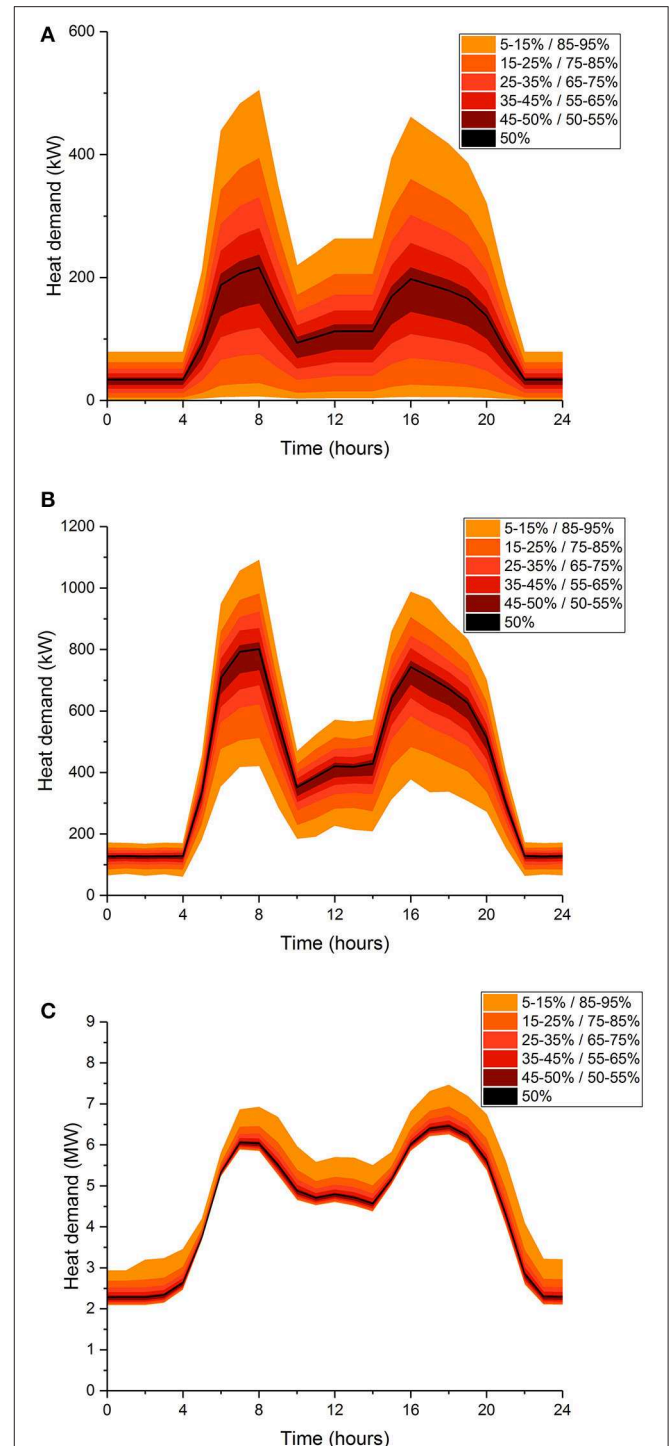 A
600
400
200
0
Heat demand (kW)
5-15% / 85-95%
15-25% / 75-85%
25-35% / 65-75%
35-45% / 55-65%
45-50% / 50-55%
50%
0 4 8 12 16 20 24
Time (hours)
B
1200
1000
800
600
400
200
0
Heat demand (kW)
5-15% / 85-95%
15-25% / 75-85%
25-35% / 65-75%
35-45% / 55-65%
45-50% / 50-55%
50%
0 4 8 12 16 20 24
Time (hours)
C
9
8
7
6
5
4
3
2
1
0
Heat demand (MW)
5-15% / 85-95%
15-25% / 75-85%
25-35% / 65-75%
35-45% / 55-65%
45-50% / 50-55%
50%
0 4 8 12 16 20 24
Time (hours)